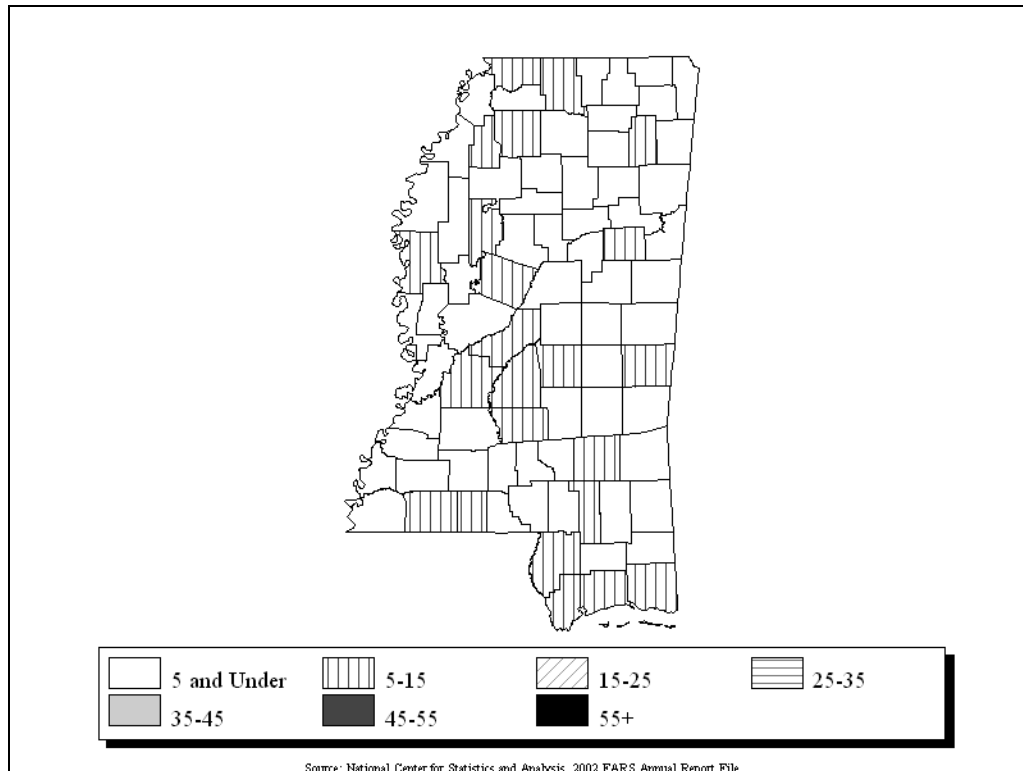 5 and Under 5-15 15-25 25-35
35-45 45-55 55+
Source: National Center for Statistics and Analysis, 2002 FARS Annual Report File